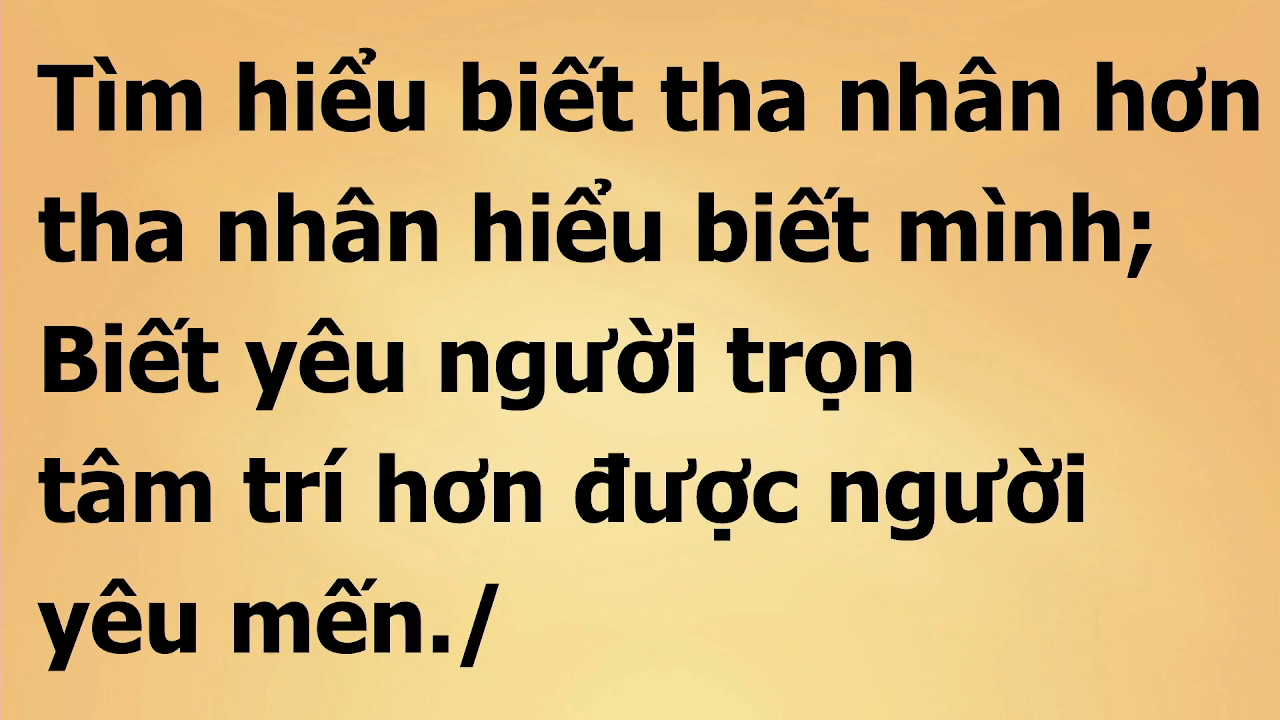 Tìm hiểu biết tha nhân hơn
tha nhân hiểu biết mình;
Biết yêu người trọn
tâm trí hơn được người
yêu mến./